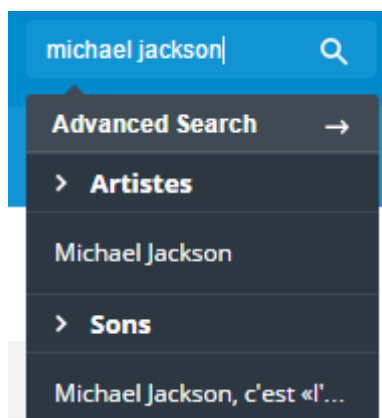 michael jackson
Advanced Search →
> Artistes
Michael Jackson
> Sons
Michael Jackson, c'est «l'...